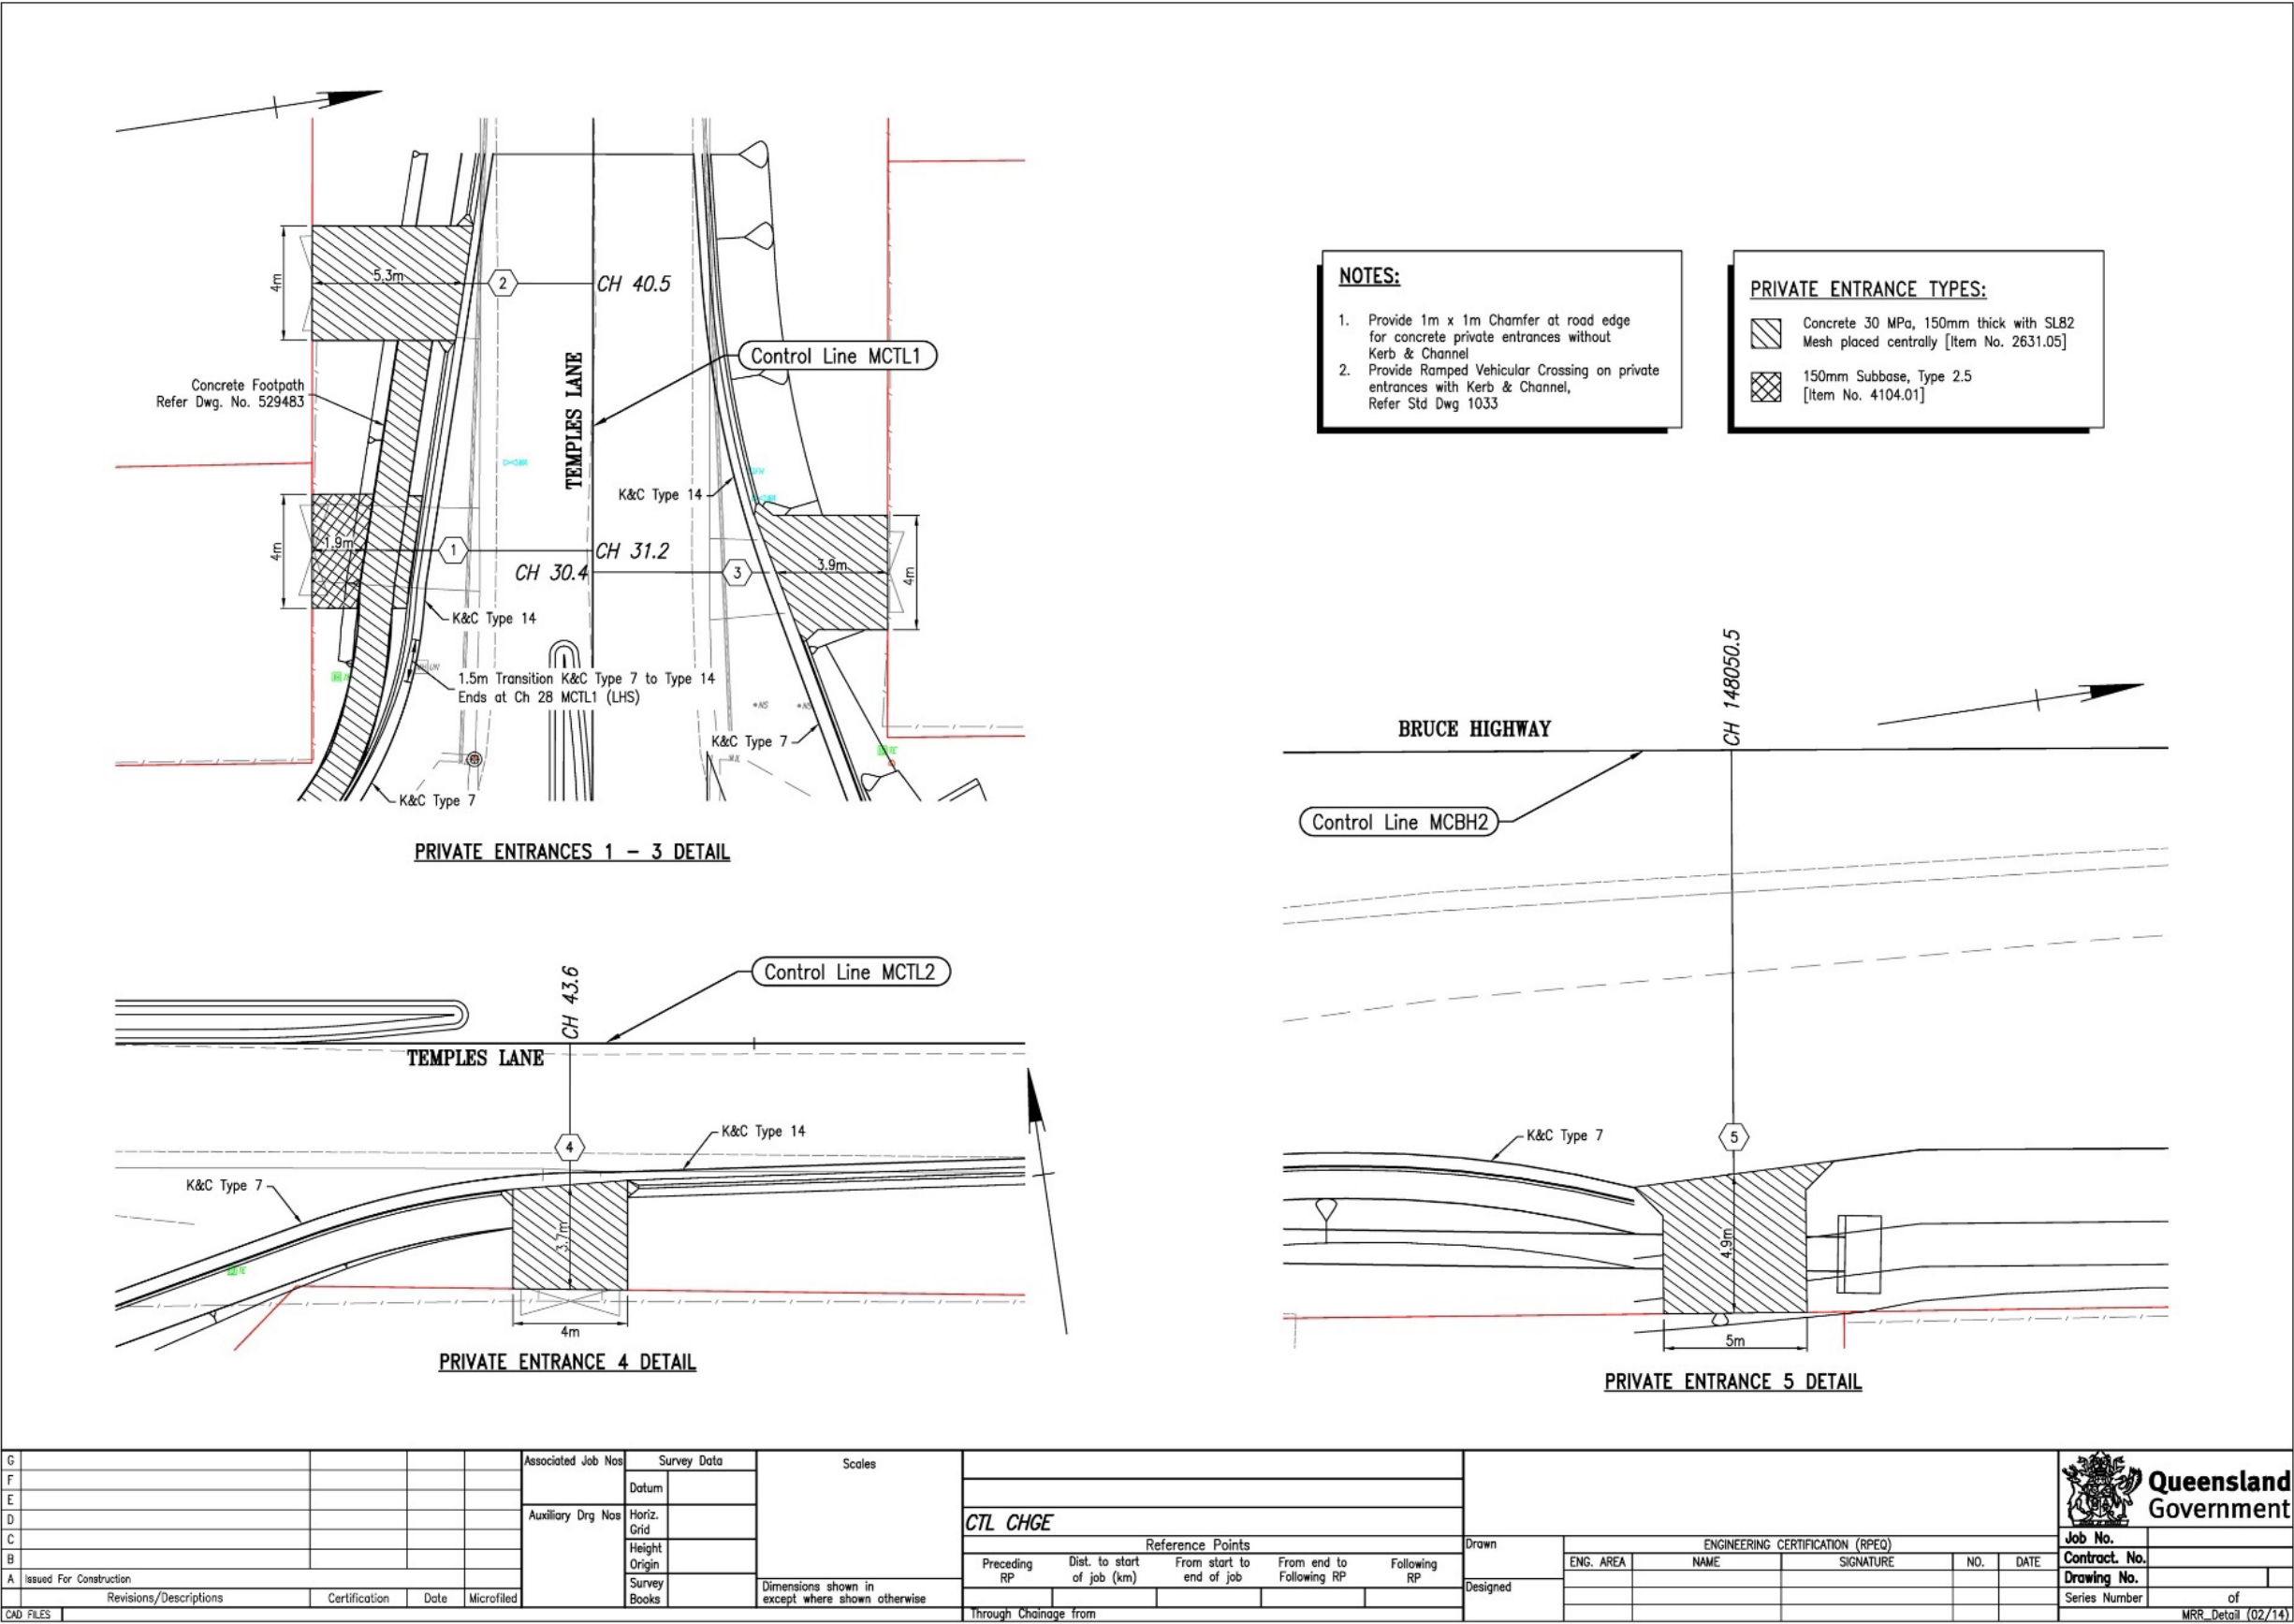 4m
5.3m
2
CH 40.5
TEMPLES LANE
Control Line MCTL1
Concrete Footpath
Refer Dwg. No. 529483
K&C Type 14
4m
1.9m
1
CH 31.2
CH 30.4
3
3.9m
4m
K&C Type 14
1.5m Transition K&C Type 7 to Type 14
Ends at Ch 28 MCTL1 (LHS)
K&C Type 7
K&C Type 7
PRIVATE ENTRANCES 1 - 3 DETAIL
NOTES:
1. Provide 1m x 1m Chamfer at road edge
for concrete private entrances without
Kerb & Channel
2. Provide Ramped Vehicular Crossing on private
entrances with Kerb & Channel,
Refer Std Dwg 1033
PRIVATE ENTRANCE TYPES:
Concrete 30 MPa, 150mm thick with SL82
Mesh placed centrally [Item No. 2631.05]
150mm Subbase, Type 2.5
[Item No. 4104.01]
CH 43.6
Control Line MCTL2
TEMPLES LANE
4
K&C Type 14
K&C Type 7
3.7m
4m
PRIVATE ENTRANCE 4 DETAIL
CH 148050.5
BRUCE HIGHWAY
Control Line MCBH2
K&C Type 7
5
4.9m
5m
PRIVATE ENTRANCE 5 DETAIL
G
F
E
D
C
B
A Issued For Construction
Revisions/Descriptions Certification Date Microfilmed
CAD FILES
Associated Job Nos
Auxiliary Drg Nos
Survey Data
Datum
Horiz.
Grid
Height
Origin
Survey
Books
Scales
Dimensions shown in
except where shown otherwise
CTL CHGE
Reference Points
Preceding
RP
Dist. to start
of job (km)
From start to
end of job
From end to
Following RP
Following
RP
Through Chainage from
Drawn
Designed
ENGINEERING CERTIFICATION (RPEQ)
ENG. AREA NAME SIGNATURE NO. DATE
Queensland
Government
Job No.
Contract. No.
Drawing No.
Series Number of
MRR_Detail (02/14)